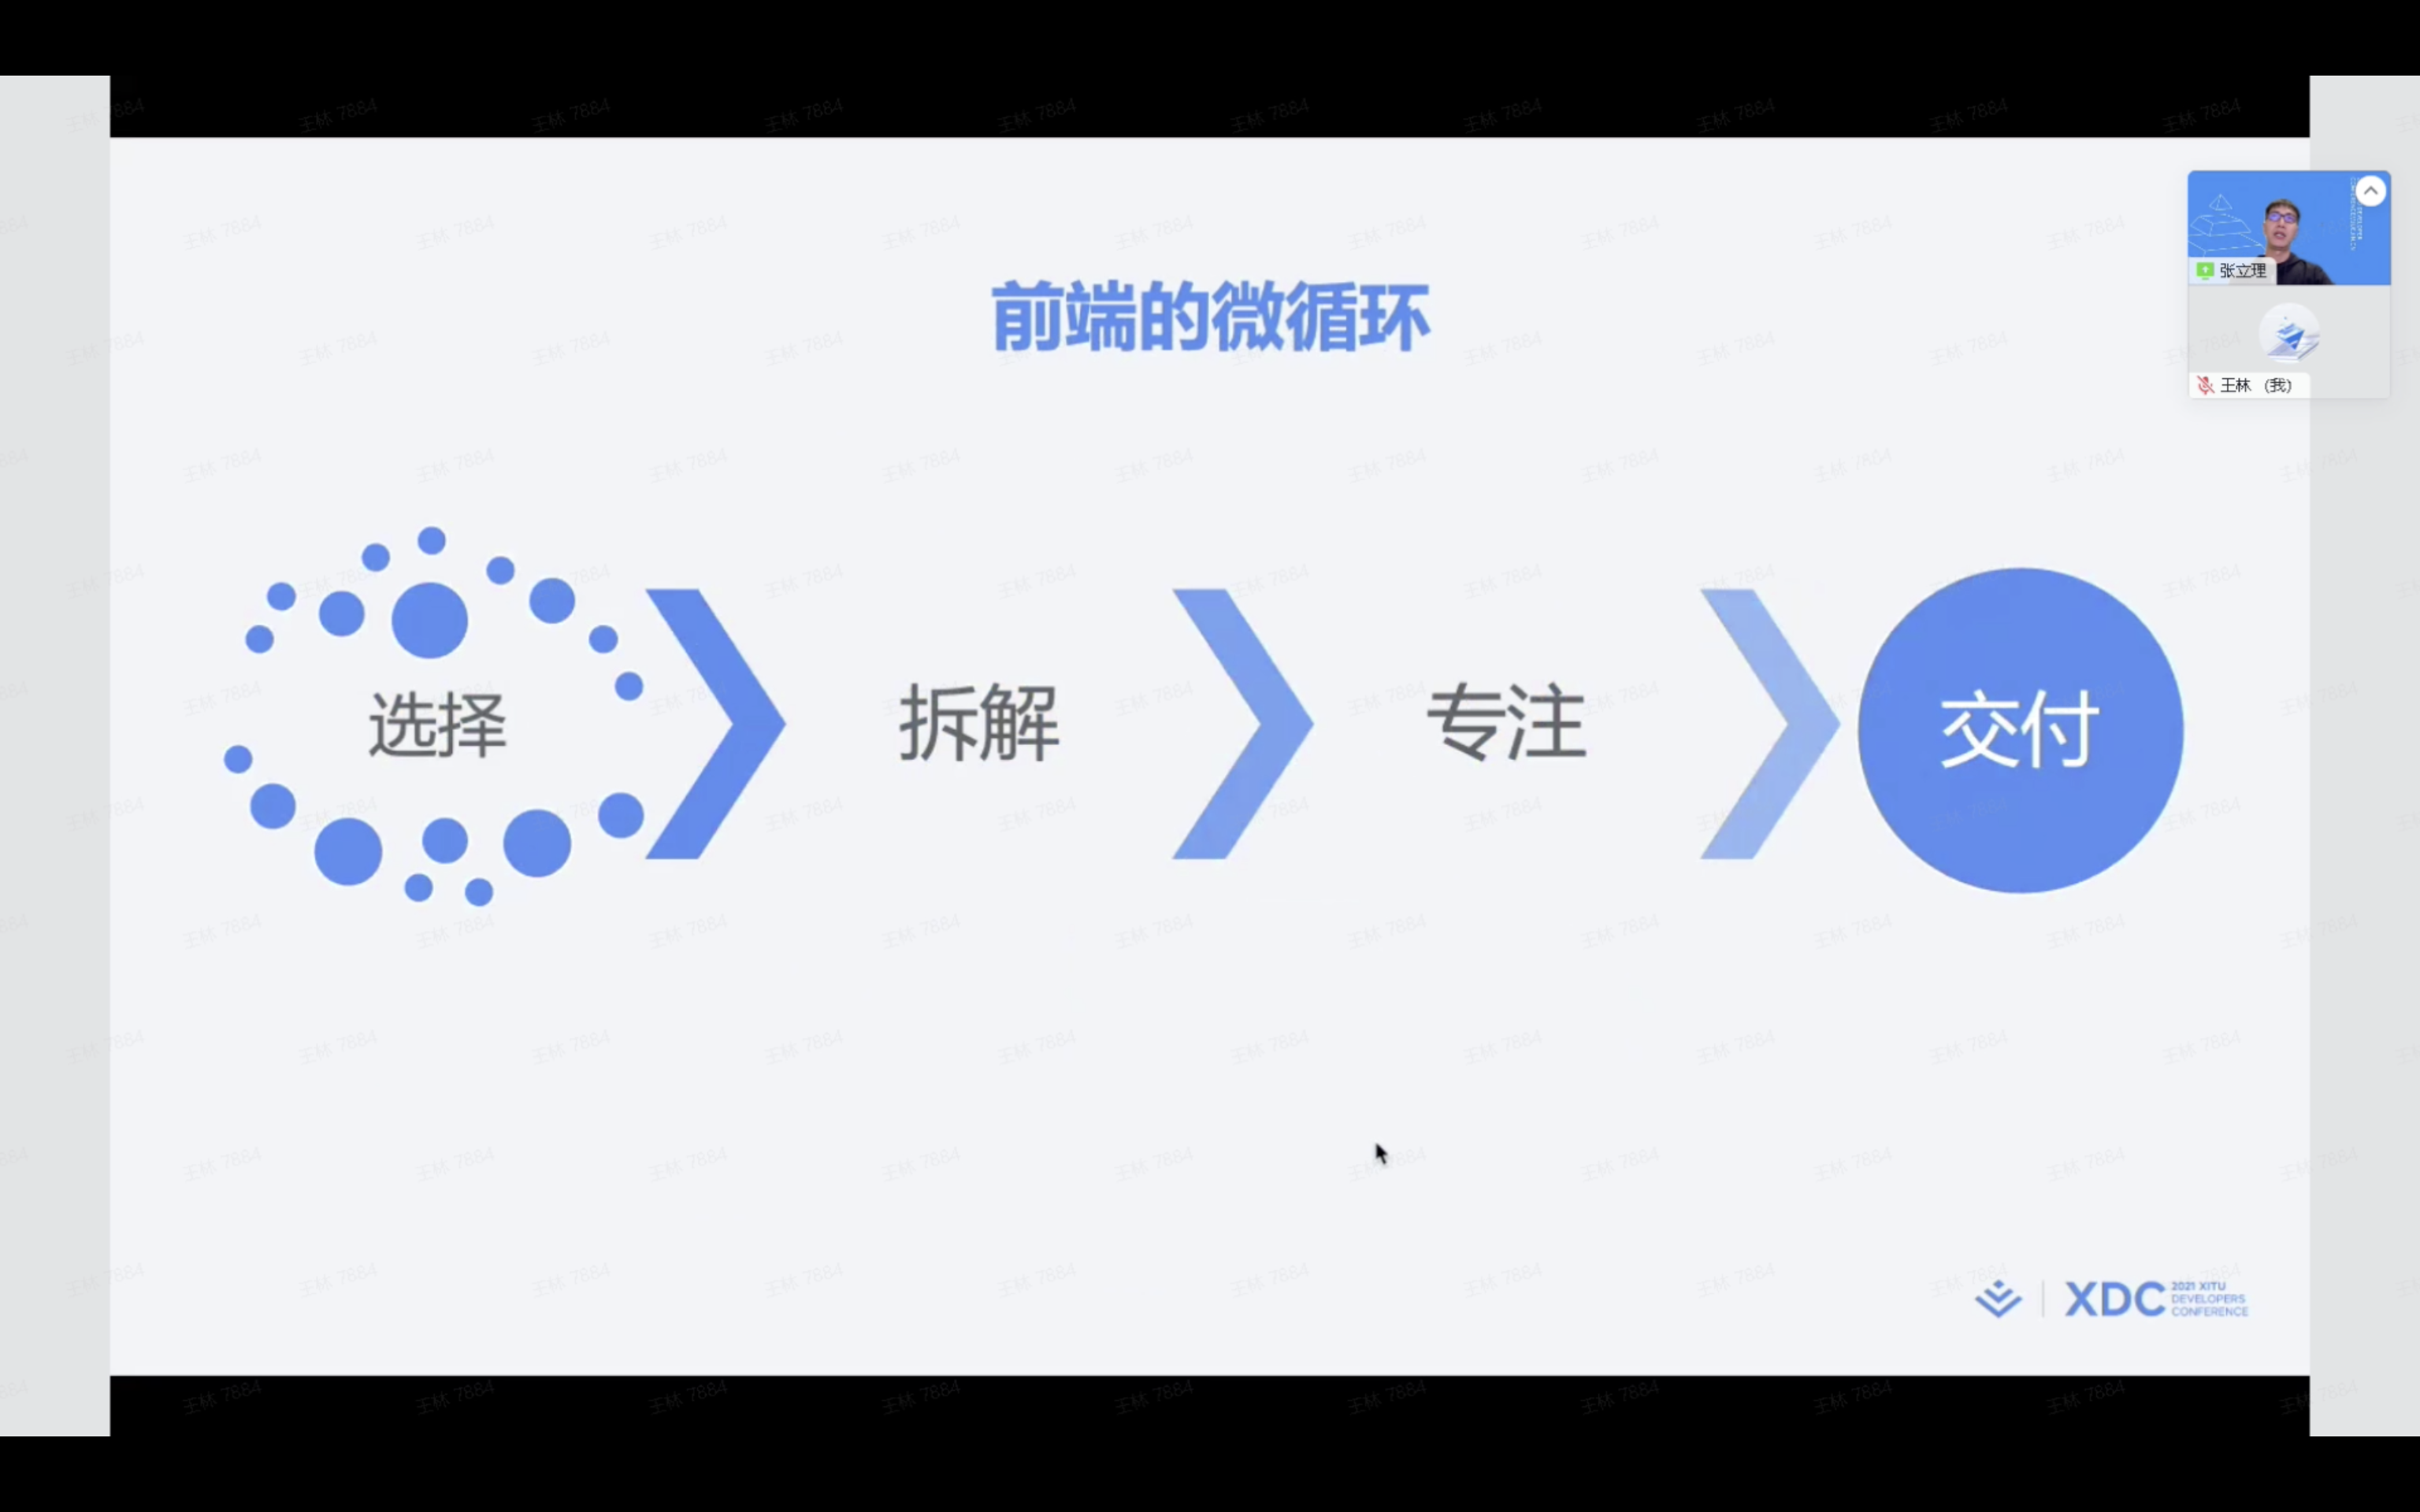 前端的微循环
张立理
王林 (我)
选择
拆解
专注
交付
XDC
2021 XITU
DEVELOPERS
CONFERENCE
王林 7884